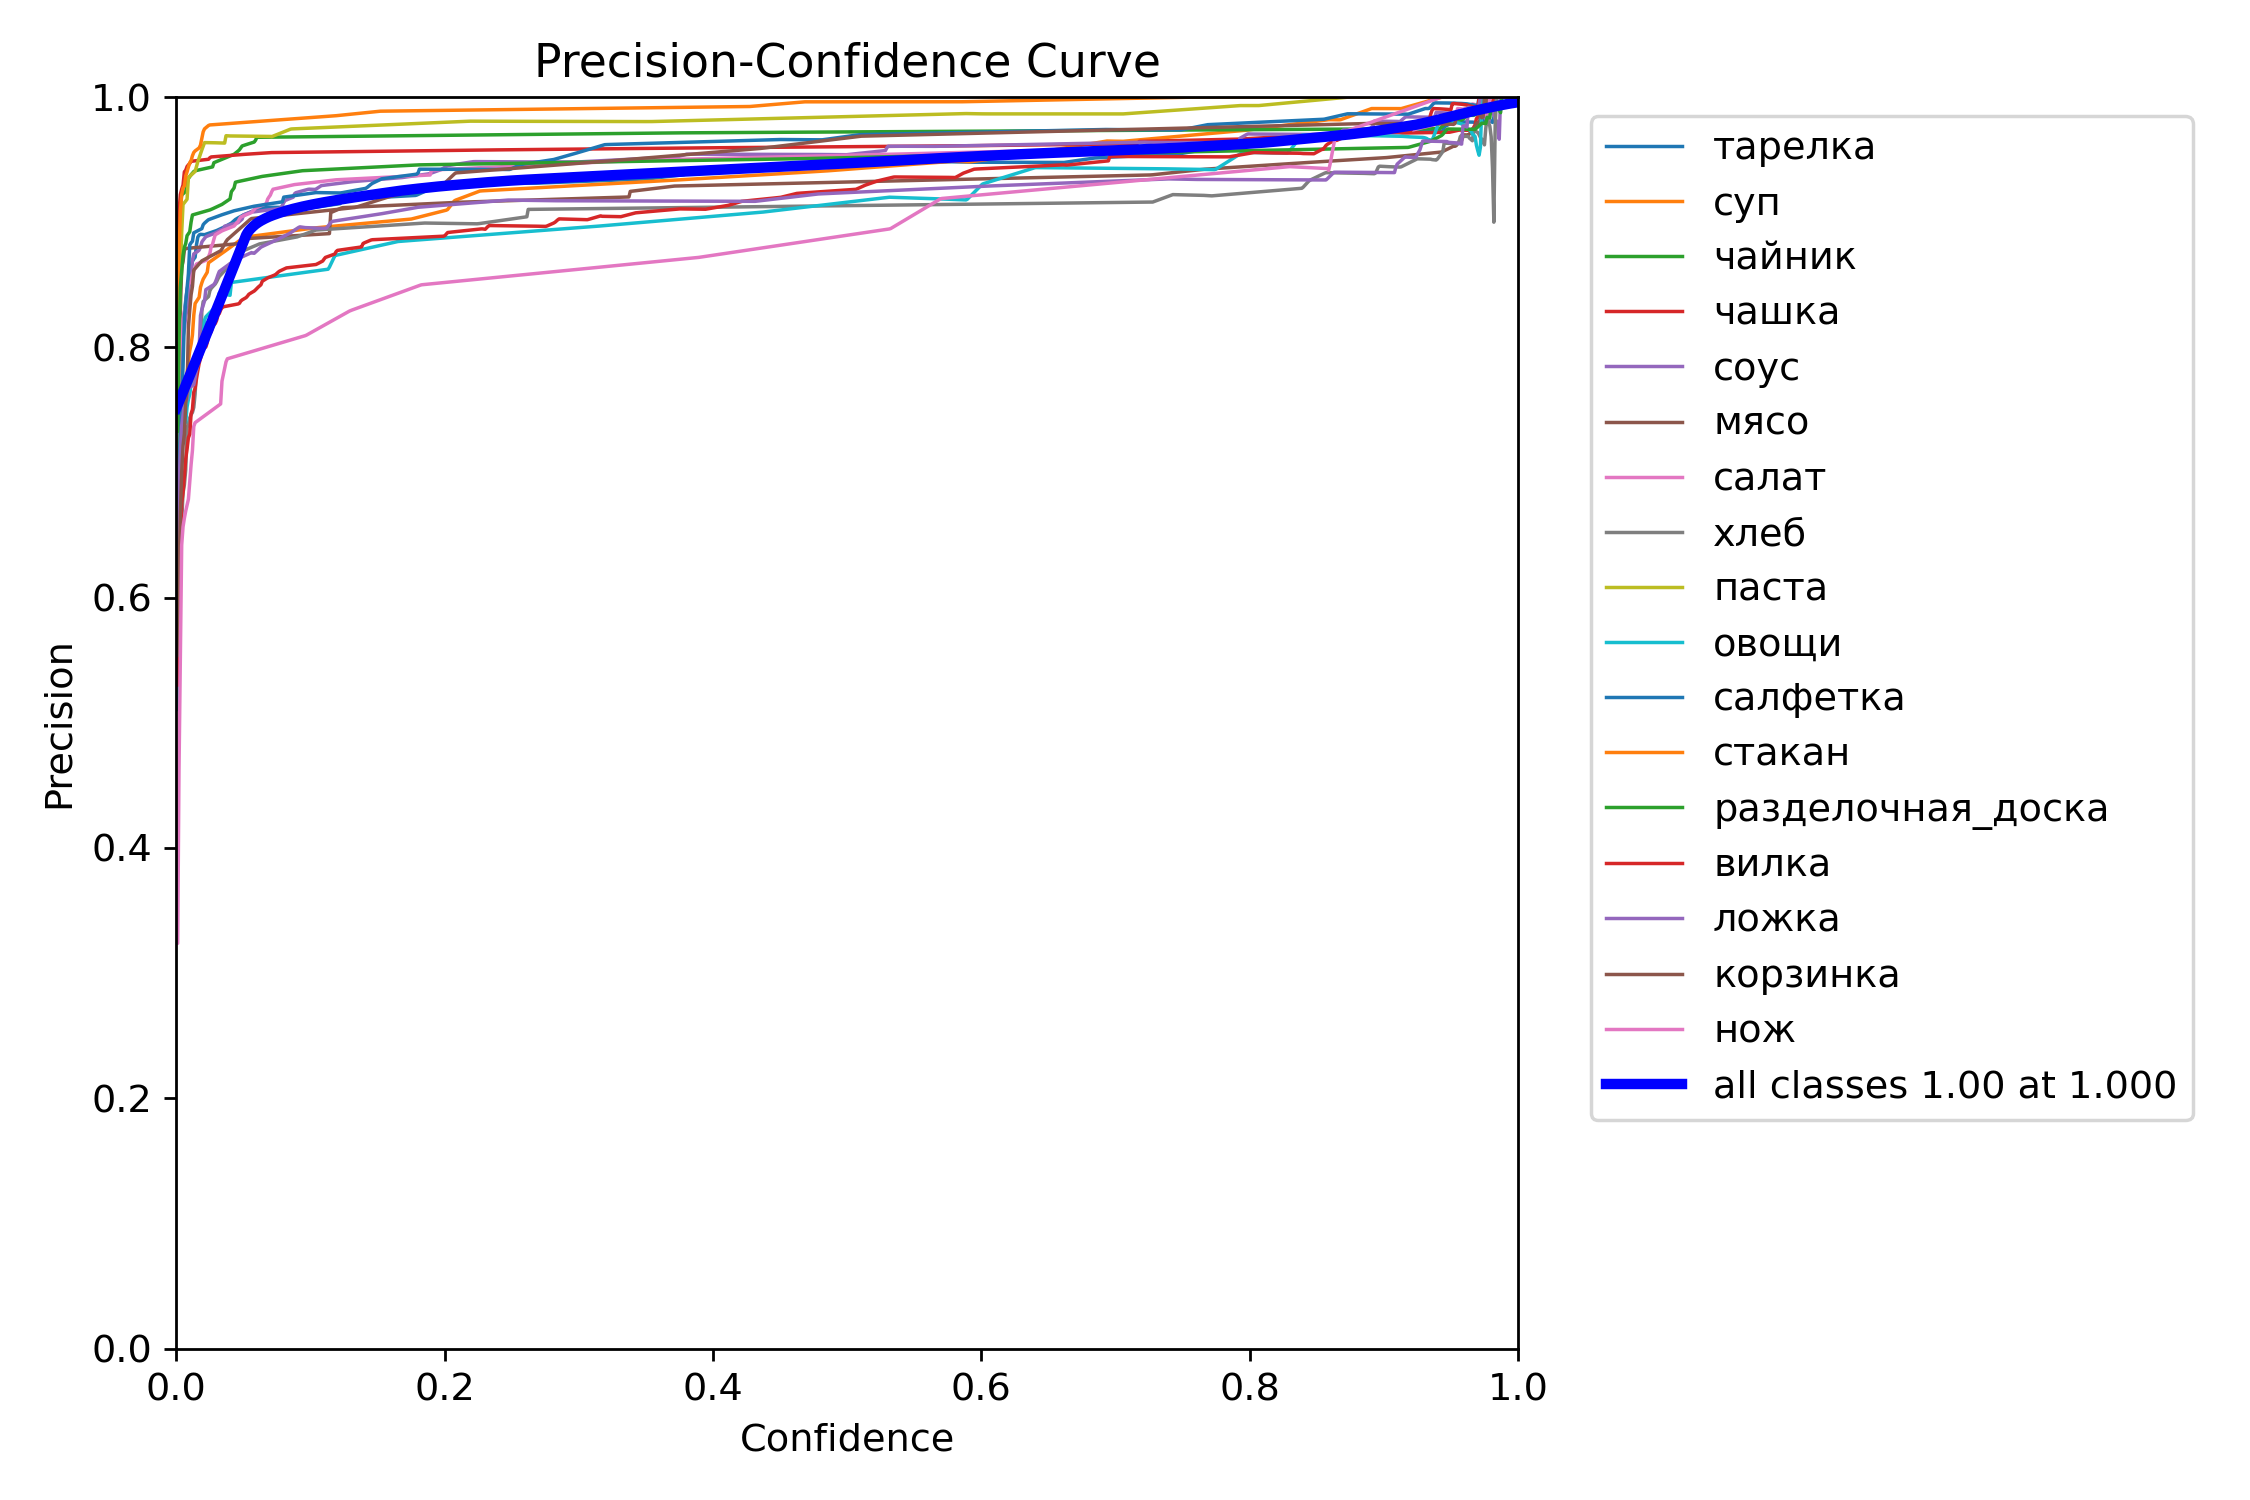 Precision-Confidence Curve
1.0
0.8
0.6
0.4
0.2
0.0
Precision
0.0 0.2 0.4 0.6 0.8 1.0
Confidence
тарелка
суп
чайник
чашка
соус
мясо
салат
хлеб
паста
овощи
салфетка
стакан
разделочная_доска
вилка
ложка
корзинка
нож
all classes 1.00 at 1.000